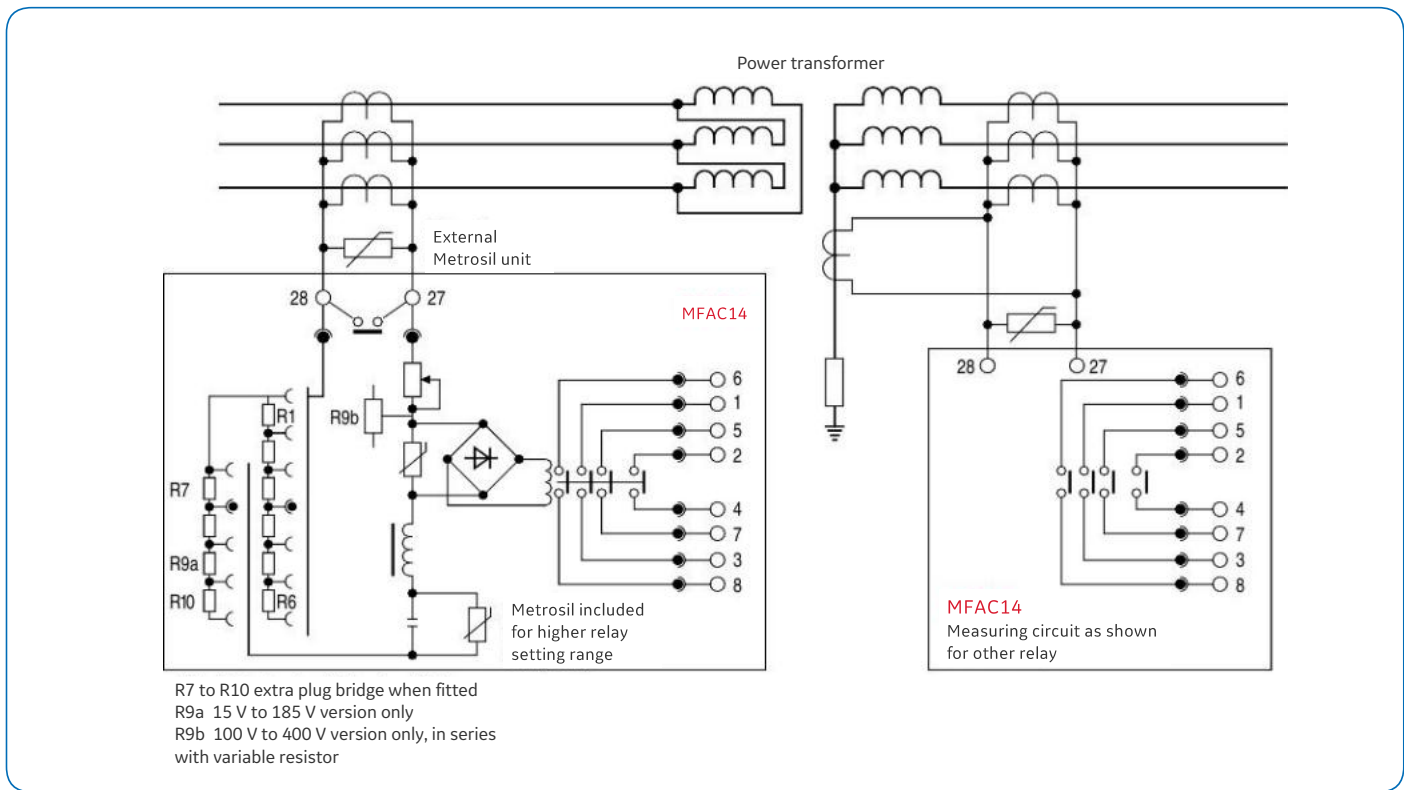 Power transformer
External
Metrosil unit
28
27
MFAC14
28
27
6
1
5
2
4
7
3
8
R1
R9b
R7
R9a
R10
R6
Metrosil included
for higher relay
setting range
6
1
5
2
4
7
3
8
MFAC14
Measuring circuit as shown
for other relay
R7 to R10 extra plug bridge when fitted
R9a 15 V to 185 V version only
R9b 100 V to 400 V version only, in series
with variable resistor